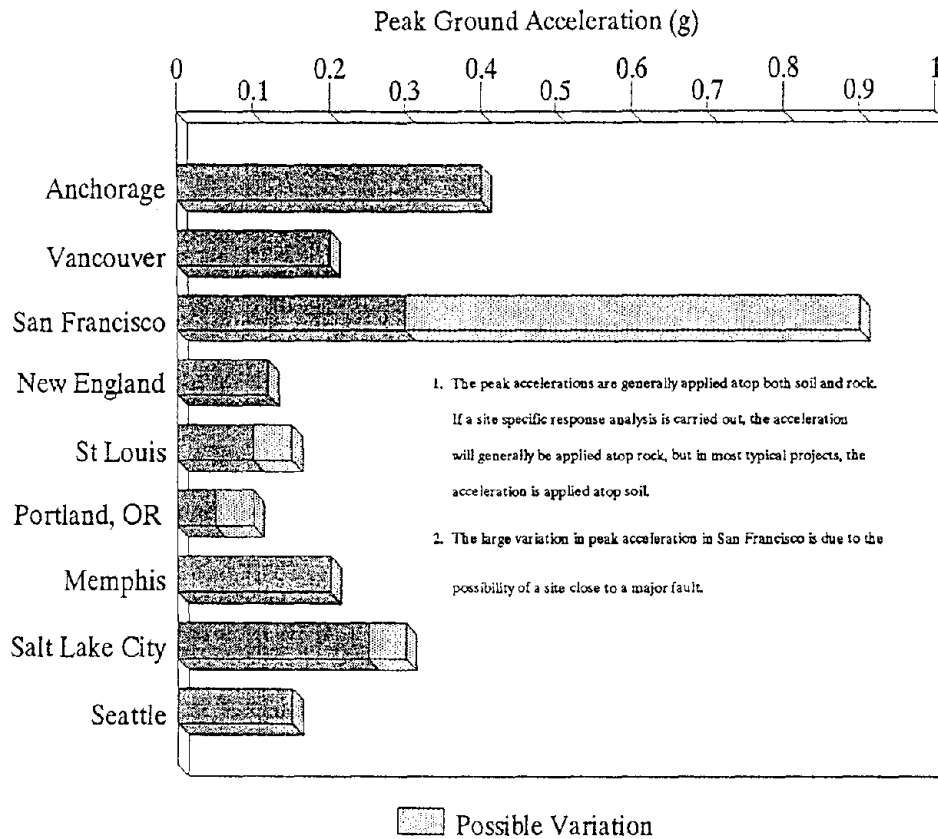 Peak Ground Acceleration (g)
0 0.2 0.4 0.6 0.8 1
0.1 0.3 0.5 0.7 0.9
Anchorage
Vancouver
San Francisco
New England
St Louis
Portland, OR
Memphis
Salt Lake City
Seattle
1. The peak accelerations are generally applied atop both soil and rock.
If a site specific response analysis is carried out, the acceleration
will generally be applied atop rock, but in most typical projects, the
acceleration is applied atop soil.
2. The large variation in peak acceleration in San Francisco is due to the
possibility of a site close to a major fault.
Possible Variation